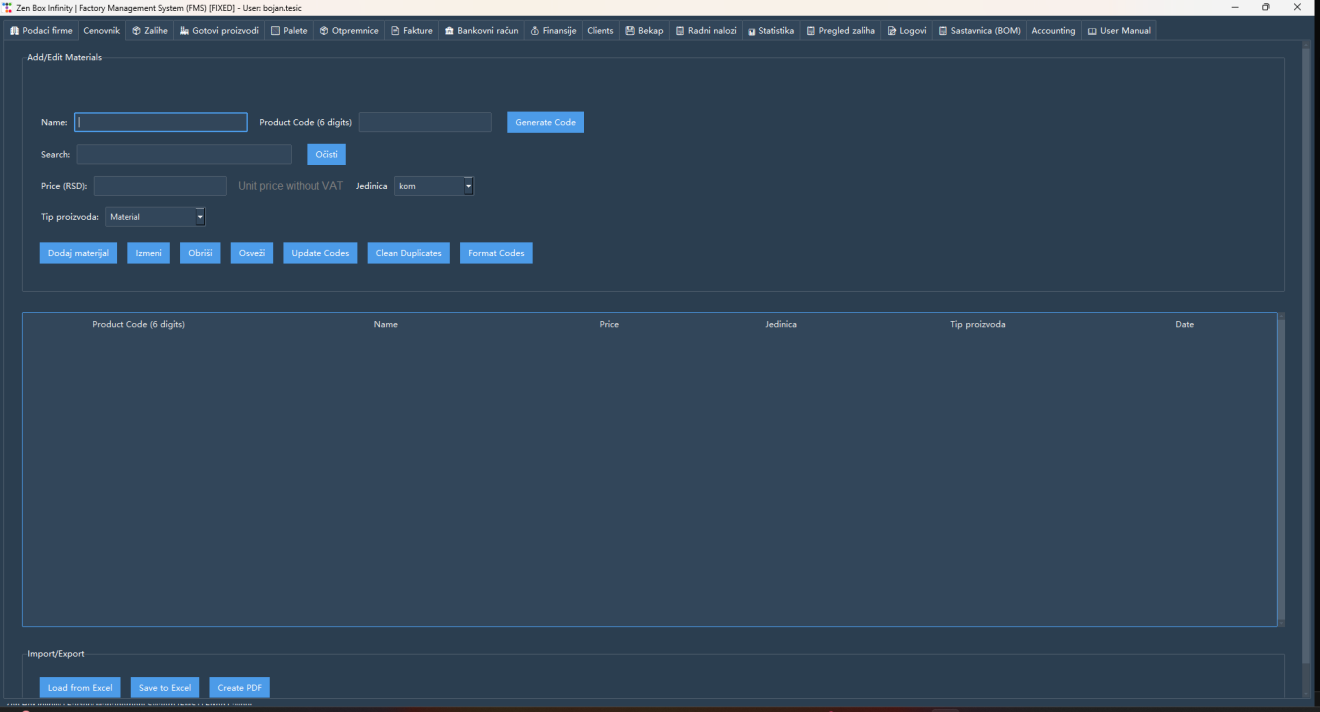 Zen Box Infinity | Factory Management System (FMS) [FIXED] - User: bojan.tesic
Podaci firme Cenovnik Zalihe Gotovi proizvodi Palete Otpremnice Fakture Bankovni račun Finansije Clients Bekap Radni nalozi Statistika Pregled zaliha Logovi Sastavnica (BOM) Accounting User Manual
Add/Edit Materials
Name: Product Code (6 digits) Generate Code
Search: Očisti
Price (RSD): Unit price without VAT Jedinica kom
Tip proizvoda: Material
Dodaj materijal Izmeni Obriši Osveži Update Codes Clean Duplicates Format Codes
Product Code (6 digits) Name Price Jedinica Tip proizvoda Date
Import/Export
Load from Excel Save to Excel Create PDF